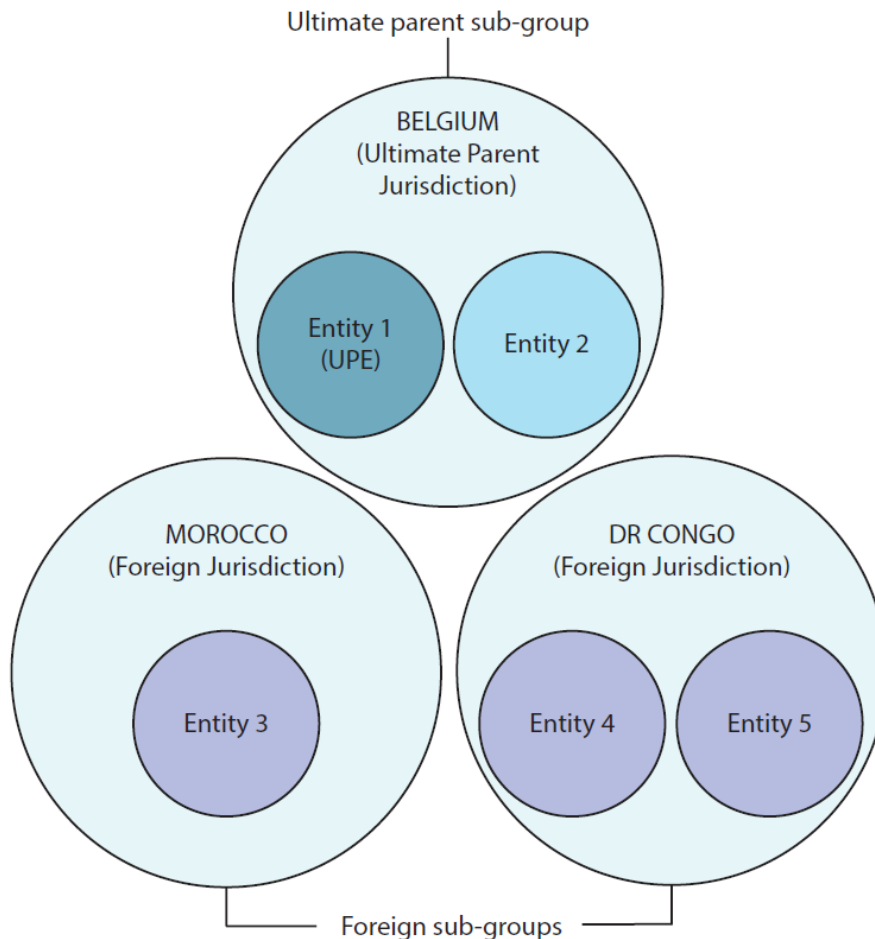 Ultimate parent sub-group
BELGIUM
(Ultimate Parent
Jurisdiction)
Entity 1
(UPE)
Entity 2
MOROCCO
(Foreign Jurisdiction)
DR CONGO
(Foreign Jurisdiction)
Entity 3
Entity 4
Entity 5
Foreign sub-groups